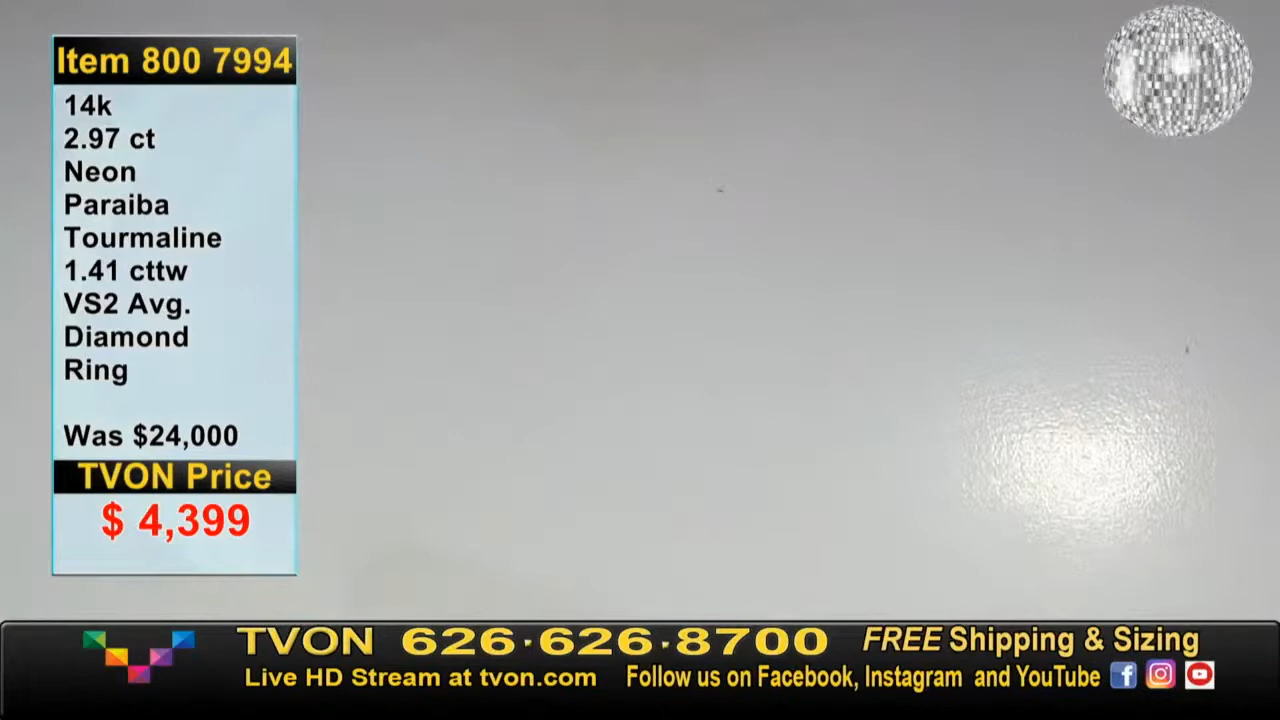 Item 800 7994
14k
2.97 ct
Neon
Paraiba
Tourmaline
1.41 cttw
VS2 Avg.
Diamond
Ring
Was $24,000
TVON Price
$ 4,399
TVON 626·626·8700 FREE Shipping & Sizing
Live HD Stream at tvon.com Follow us on Facebook, Instagram and YouTube